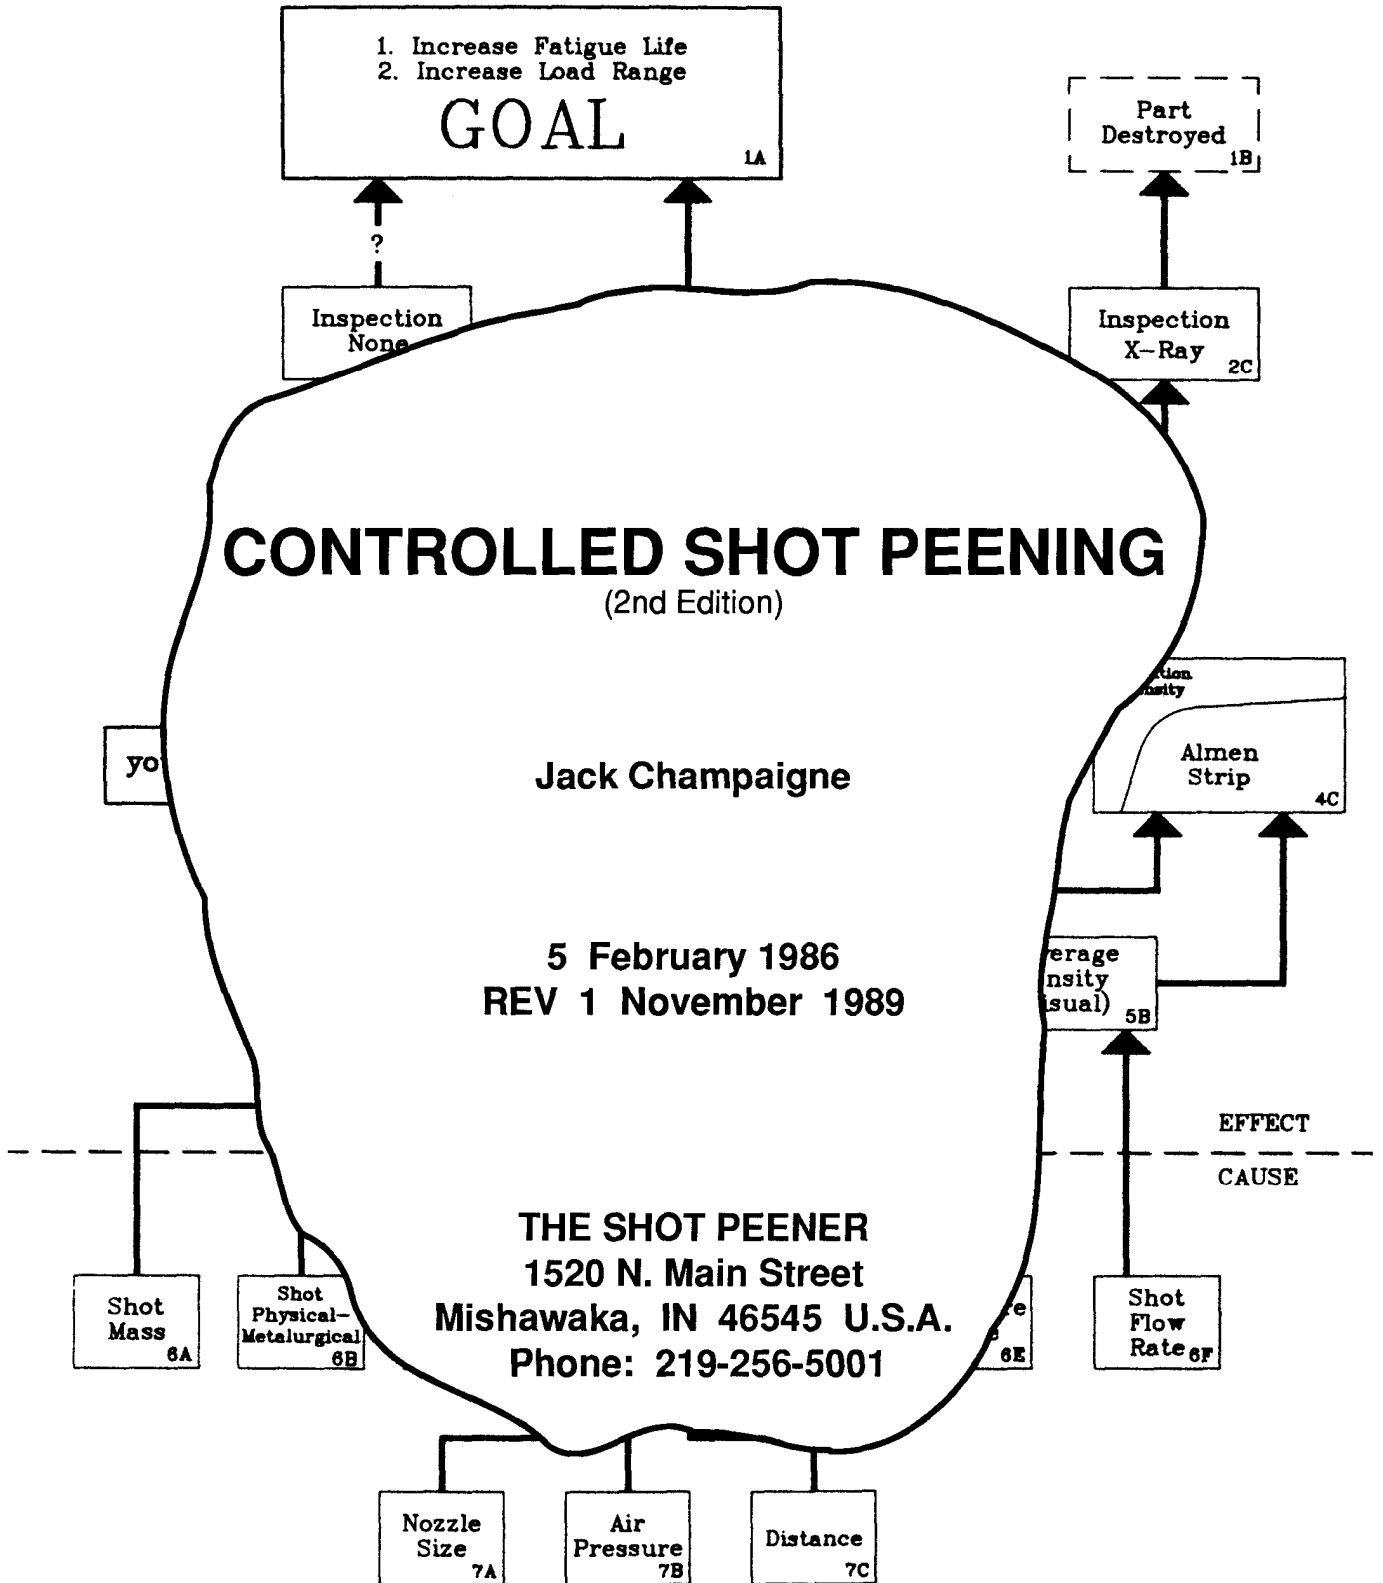 1. Increase Fatigue Life
2. Increase Load Range
GOAL
1A
Part
Destroyed
1B
?
Inspection
None
Inspection
X-Ray
2C
CONTROLLED SHOT PEENING
(2nd Edition)
Almen
Strip
4C
Jack Champaigne
5 February 1986
REV 1 November 1989
5B
EFFECT
CAUSE
THE SHOT PEENER
1520 N. Main Street
Mishawaka, IN 46545 U.S.A.
Phone: 219-256-5001
Shot
Mass
6A
Shot
Physical-
Metalurgical
6B
6E
Shot
Flow
Rate
6F
Nozzle
Size
7A
Air
Pressure
7B
Distance
7C